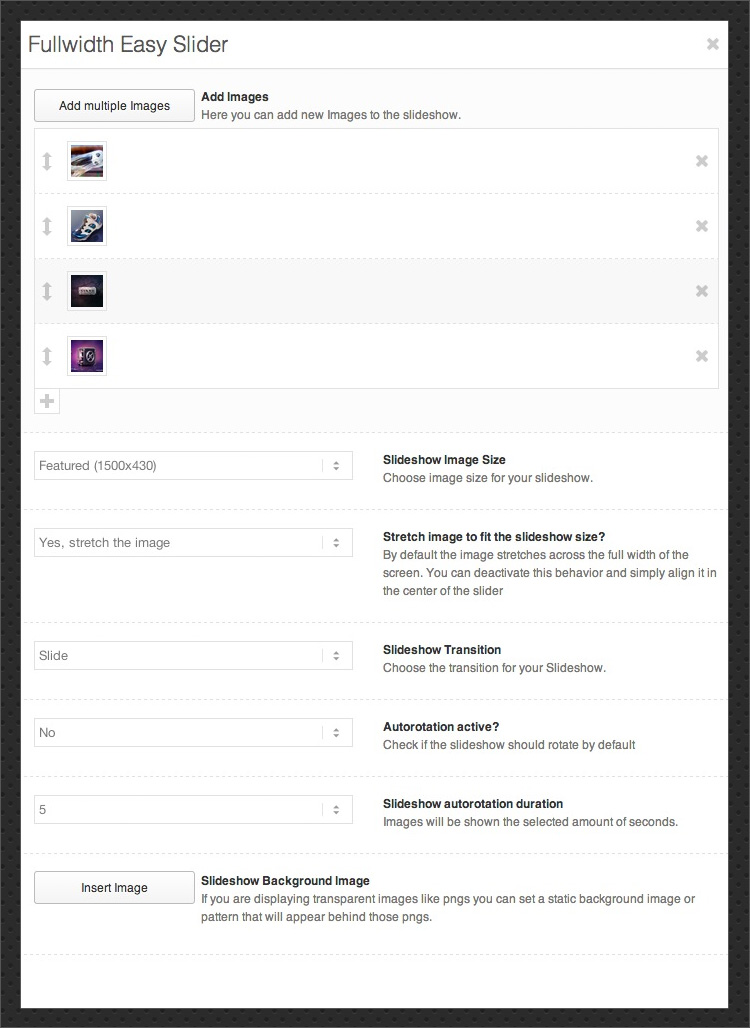 Fullwidth Easy Slider
Add multiple Images
Add Images
Here you can add new Images to the slideshow.
Featured (1500x430)
Slideshow Image Size
Choose image size for your slideshow.
Yes, stretch the image
Stretch image to fit the slideshow size?
By default the image stretches across the full width of the
screen. You can deactivate this behavior and simply align it in
the center of the slider
Slide
Slideshow Transition
Choose the transition for your Slideshow.
No
Autorotation active?
Check if the slideshow should rotate by default
5
Slideshow autorotation duration
Images will be shown the selected amount of seconds.
Insert Image
Slideshow Background Image
If you are displaying transparent images like pngs you can set a static background image or
pattern that will appear behind those pngs.